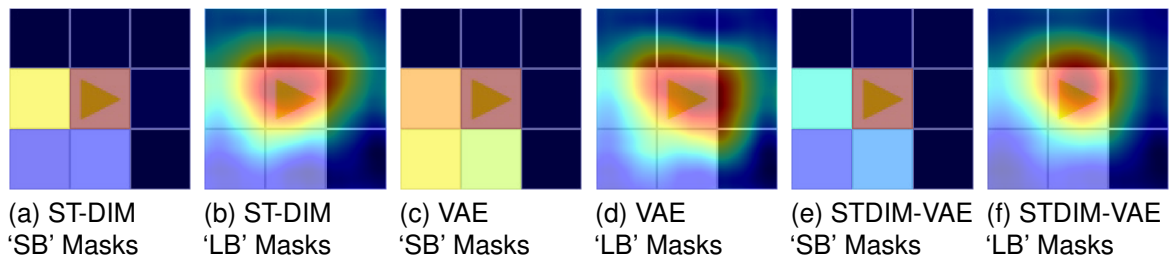 (a) ST-DIM
‘SB’ Masks
(b) ST-DIM
‘LB’ Masks
(c) VAE
‘SB’ Masks
(d) VAE
‘LB’ Masks
(e) STDIM-VAE
‘SB’ Masks
(f) STDIM-VAE
‘LB’ Masks